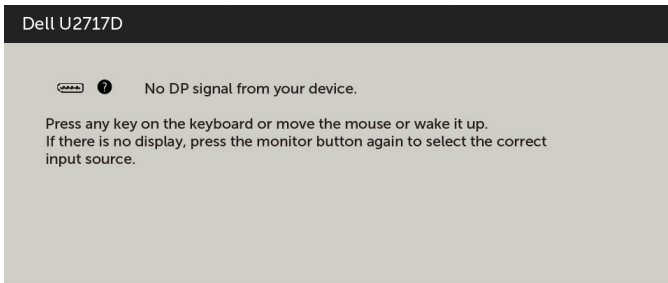 Dell U2717D
? No DP signal from your device.
Press any key on the keyboard or move the mouse or wake it up.
If there is no display, press the monitor button again to select the correct
input source.